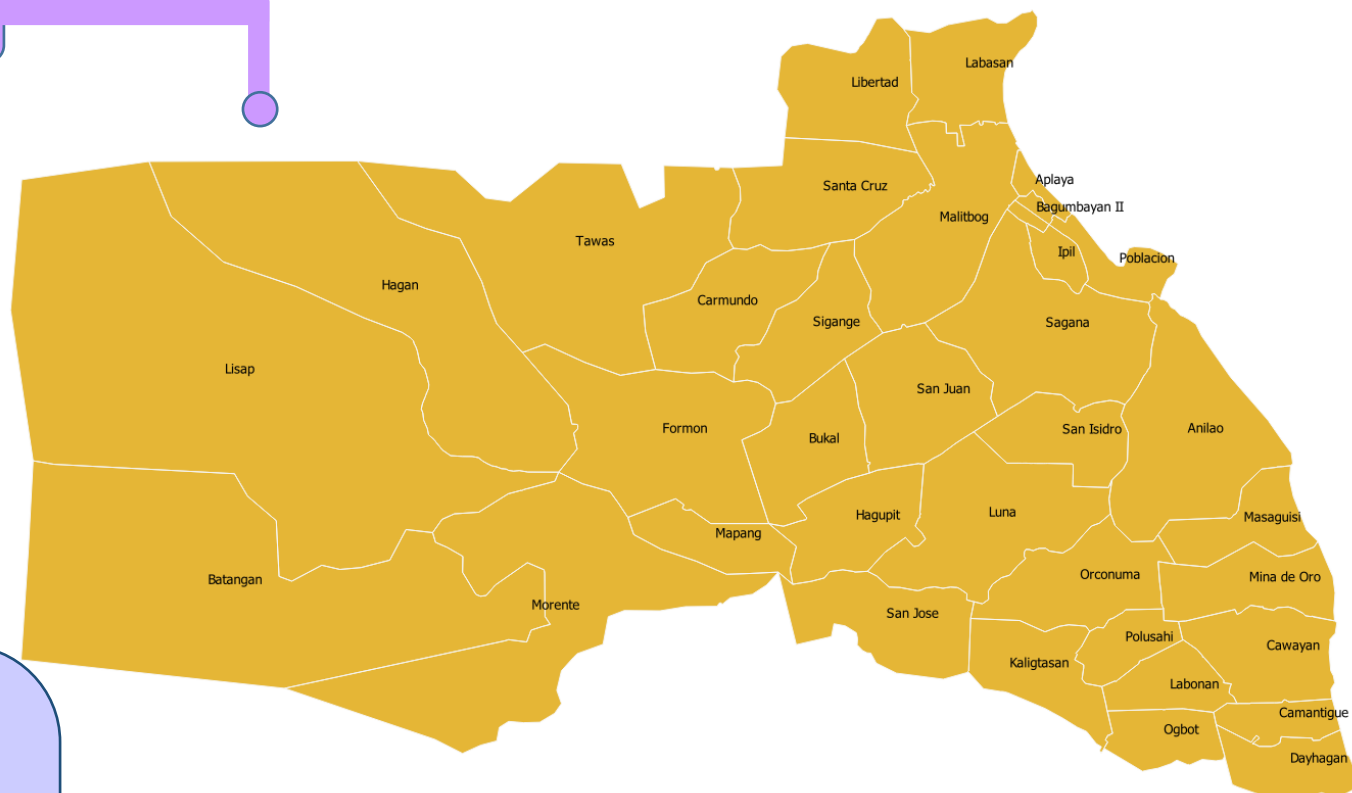 Labasan
Libertad
Aplaya
Santa Cruz
Bagumbayan II
Malitbog
Tawas
Ipil
Poblacion
Hagan
Carmundo
Sigange
Sagana
Lisap
San Juan
Formon
Bukal
San Isidro
Anilao
Hagupit
Luna
Masaguisi
Mapang
Orconuma
Mina de Oro
Batangan
Morente
San Jose
Polusahi
Cawayan
Kaligtasan
Labonan
Camantigue
Ogbot
Dayhagan